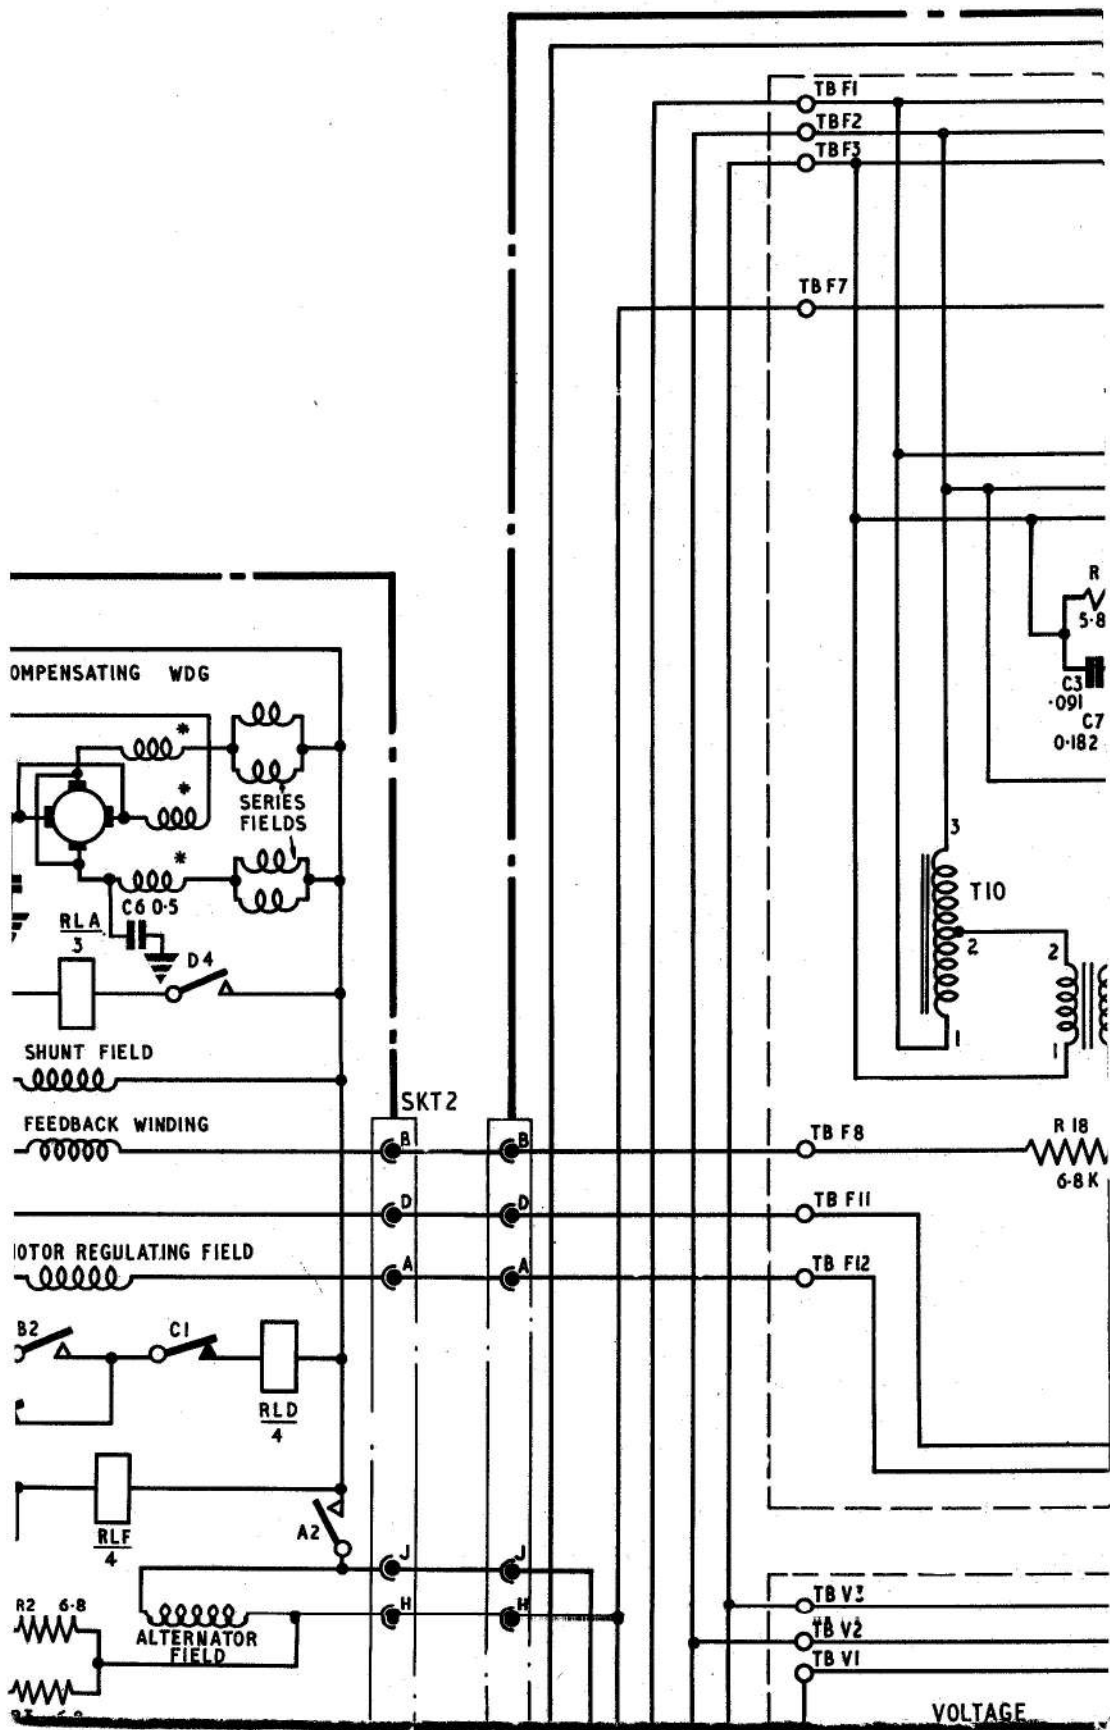 TB F1
TB F2
TB F3
TB F7
R
5·8
C3
·091
C7
0·182
OMPENSATING WDG
*
*
SERIES
FIELDS
*
C6 0·5
RLA
3
D4
3
T10
2
2
1
1
SHUNT FIELD
SKT2
FEEDBACK WINDING
B
B
TB F8
R 18
6·8 K
D
D
TB F11
OTOR REGULATING FIELD
A
A
TB F12
B2
C1
RLD
4
RLF
4
A2
J
J
R2 6·8
H
H
ALTERNATOR
FIELD
TB V3
TB V2
TB V1
VOLTAGE